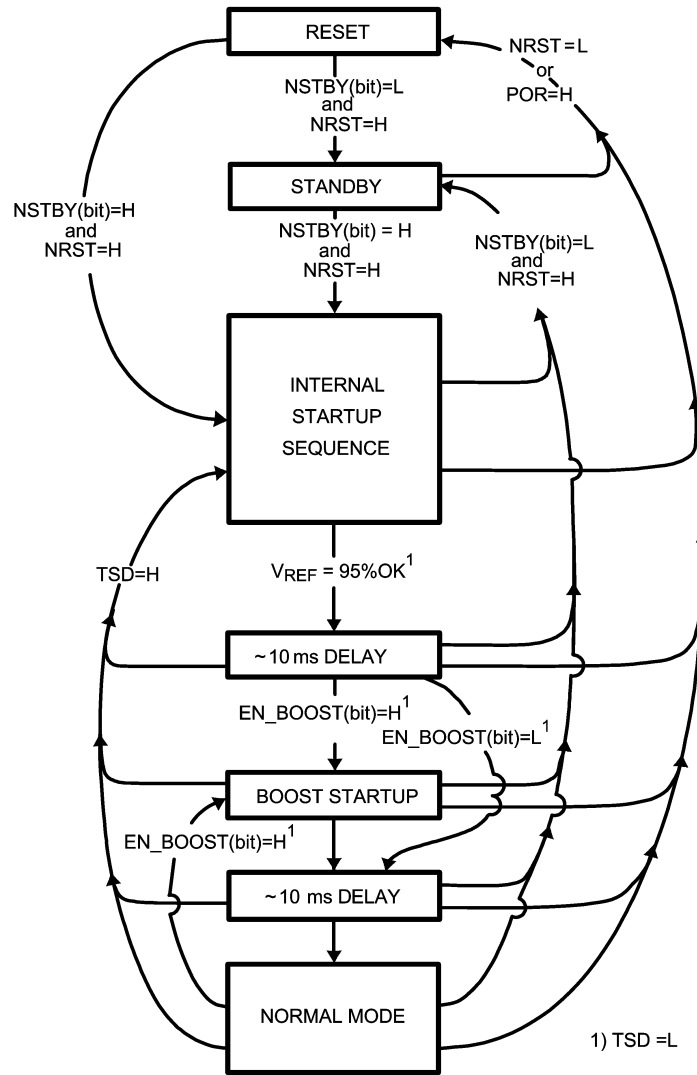 RESET
NRST=L
or
POR=H
NSTBY(bit)=L
and
NRST=H
STANDBY
NSTBY(bit)=H
and
NRST=H
NSTBY(bit) = H
and
NRST=H
NSTBY(bit)=L
and
NRST=H
INTERNAL
STARTUP
SEQUENCE
TSD=H
VREF = 95%OK¹
~10 ms DELAY
EN_BOOST(bit)=H¹
EN_BOOST(bit)=L¹
BOOST STARTUP
EN_BOOST(bit)=H¹
~10 ms DELAY
NORMAL MODE
1) TSD =L